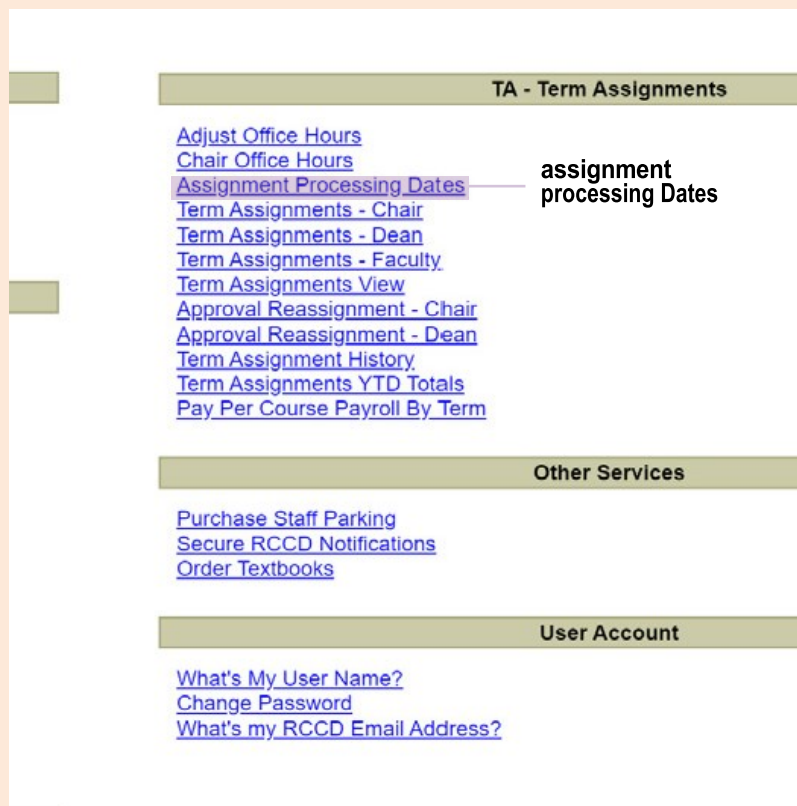 TA - Term Assignments
Adjust Office Hours
Chair Office Hours
Assignment Processing Dates
assignment
processing Dates
Term Assignments - Chair
Term Assignments - Dean
Term Assignments - Faculty
Term Assignments View
Approval Reassignment - Chair
Approval Reassignment - Dean
Term Assignment History
Term Assignments YTD Totals
Pay Per Course Payroll By Term
Other Services
Purchase Staff Parking
Secure RCCD Notifications
Order Textbooks
User Account
What's My User Name?
Change Password
What's my RCCD Email Address?